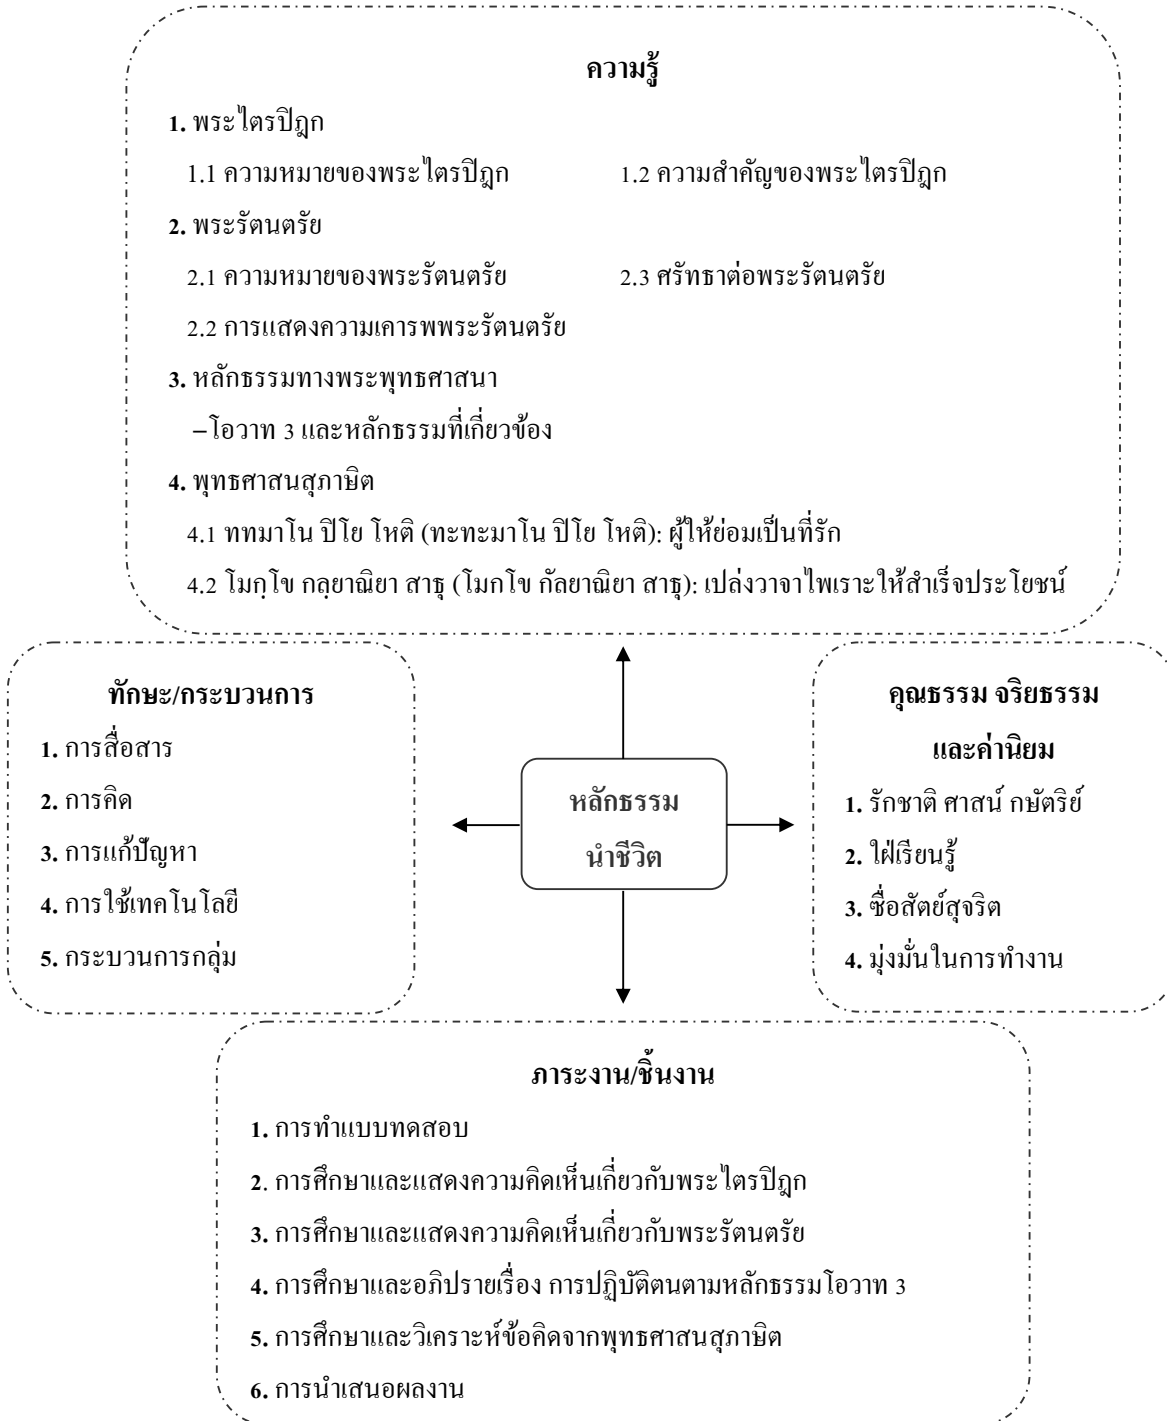 ความรู้
1. พระไตรปิฎก
1.1 ความหมายของพระไตรปิฎก 1.2 ความสำคัญของพระไตรปิฎก
2. พระรัตนตรัย
2.1 ความหมายของพระรัตนตรัย 2.3 ศรัทธาต่อพระรัตนตรัย
2.2 การแสดงความเคารพพระรัตนตรัย
3. หลักธรรมทางพระพุทธศาสนา
–โอวาท 3 และหลักธรรมที่เกี่ยวข้อง
4. พุทธศาสนสุภาษิต
4.1 ททมาโน ปิโย โหติ (ทะทะมาโน ปิโย โหติ): ผู้ให้ย่อมเป็นที่รัก
4.2 โมกฺโข กลฺยาณิยา สาธุ (โมกโข กัลยาณิยา สาธุ): เปล่งวาจาไพเราะให้สำเร็จประโยชน์
ทักษะ/กระบวนการ
1. การสื่อสาร
2. การคิด
3. การแก้ปัญหา
4. การใช้เทคโนโลยี
5. กระบวนการกลุ่ม
หลักธรรม
นำชีวิต
คุณธรรม จริยธรรม
และค่านิยม
1. รักชาติ ศาสน์ กษัตริย์
2. ใฝ่เรียนรู้
3. ซื่อสัตย์สุจริต
4. มุ่งมั่นในการทำงาน
ภาระงาน/ชิ้นงาน
1. การทำแบบทดสอบ
2. การศึกษาและแสดงความคิดเห็นเกี่ยวกับพระไตรปิฎก
3. การศึกษาและแสดงความคิดเห็นเกี่ยวกับพระรัตนตรัย
4. การศึกษาและอภิปรายเรื่อง การปฏิบัติตนตามหลักธรรมโอวาท 3
5. การศึกษาและวิเคราะห์ข้อคิดจากพุทธศาสนสุภาษิต
6. การนำเสนอผลงาน